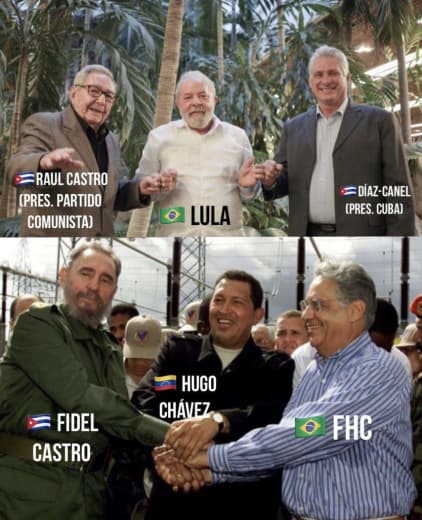 RAUL CASTRO
(PRES. PARTIDO
COMUNISTA)
LULA
DÍAZ-CANEL
(PRES. CUBA)
HUGO
CHÁVEZ
FIDEL
CASTRO
FHC